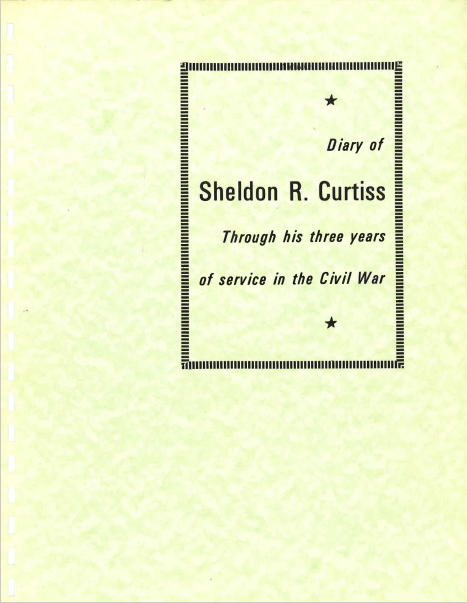 Diary of
Sheldon R. Curtiss
Through his three years
of service in the Civil War